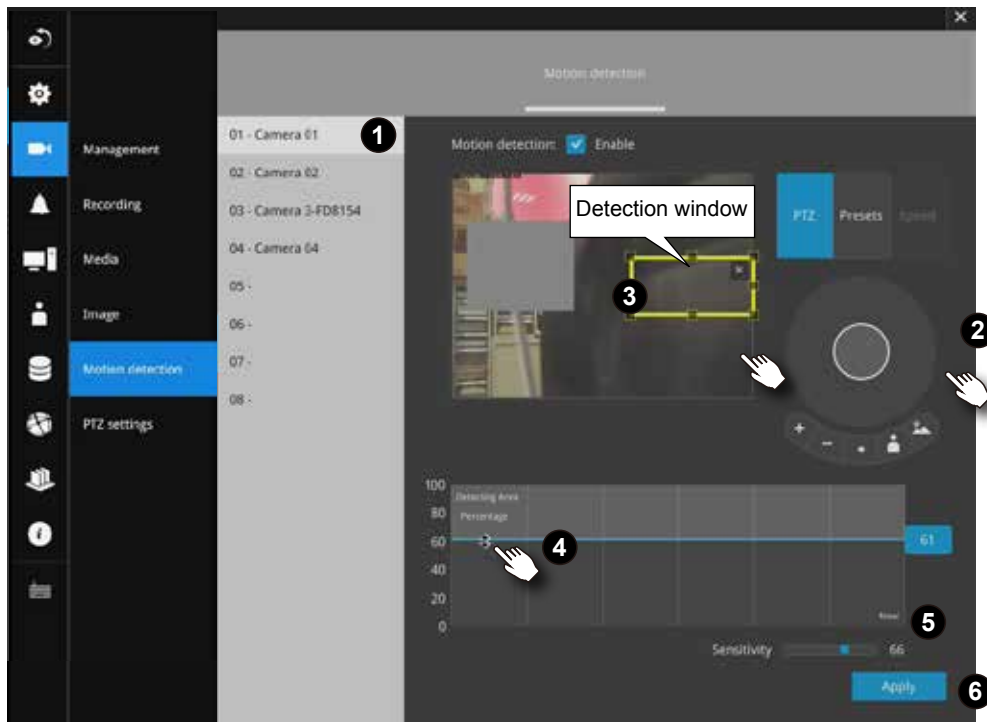 Motion detection
01 - Camera 01
1
Motion detection: Enable
Management
02 - Camera 02
Recording
03 - Camera 3-FD8154
Detection window
PTZ
Presets
Speed
04 - Camera 04
Media
05 -
3
Image
06 -
2
Motion detection
07 -
08 -
PTZ settings
100
Detecting Area
80
Percentage
60
4
61
40
20
0
5
Sensitivity
66
Apply
6